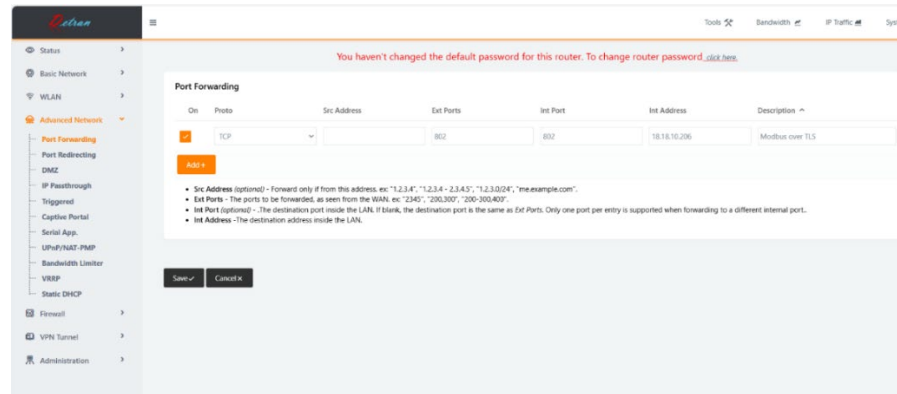 Detran
Tools
Bandwidth
IP Traffic
Sys
You haven't changed the default password for this router. To change router password click here.
Status
Basic Network
WLAN
Advanced Network
Port Forwarding
Port Redirecting
DMZ
IP Passthrough
Triggered
Captive Portal
Serial App.
UPnP/NAT-PMP
Bandwidth Limiter
VRRP
Static DHCP
Firewall
VPN Tunnel
Administration
Port Forwarding
On Proto Src Address Ext Ports Int Port Int Address Description
TCP 802 802 18.18.10.206 Modbus over TLS
Add +
Src Address (optional) - Forward only if from this address. ex: "1.2.3.4", "1.2.3.4 - 2.3.4.5", "1.2.3.0/24", "me.example.com".
Ext Ports - The ports to be forwarded, as seen from the WAN. ex: "2345", "200,300", "200-300,400".
Int Port (optional) - .The destination port inside the LAN. If blank, the destination port is the same as Ext Ports. Only one port per entry is supported when forwarding to a different internal port..
Int Address -The destination address inside the LAN.
Save
Cancel